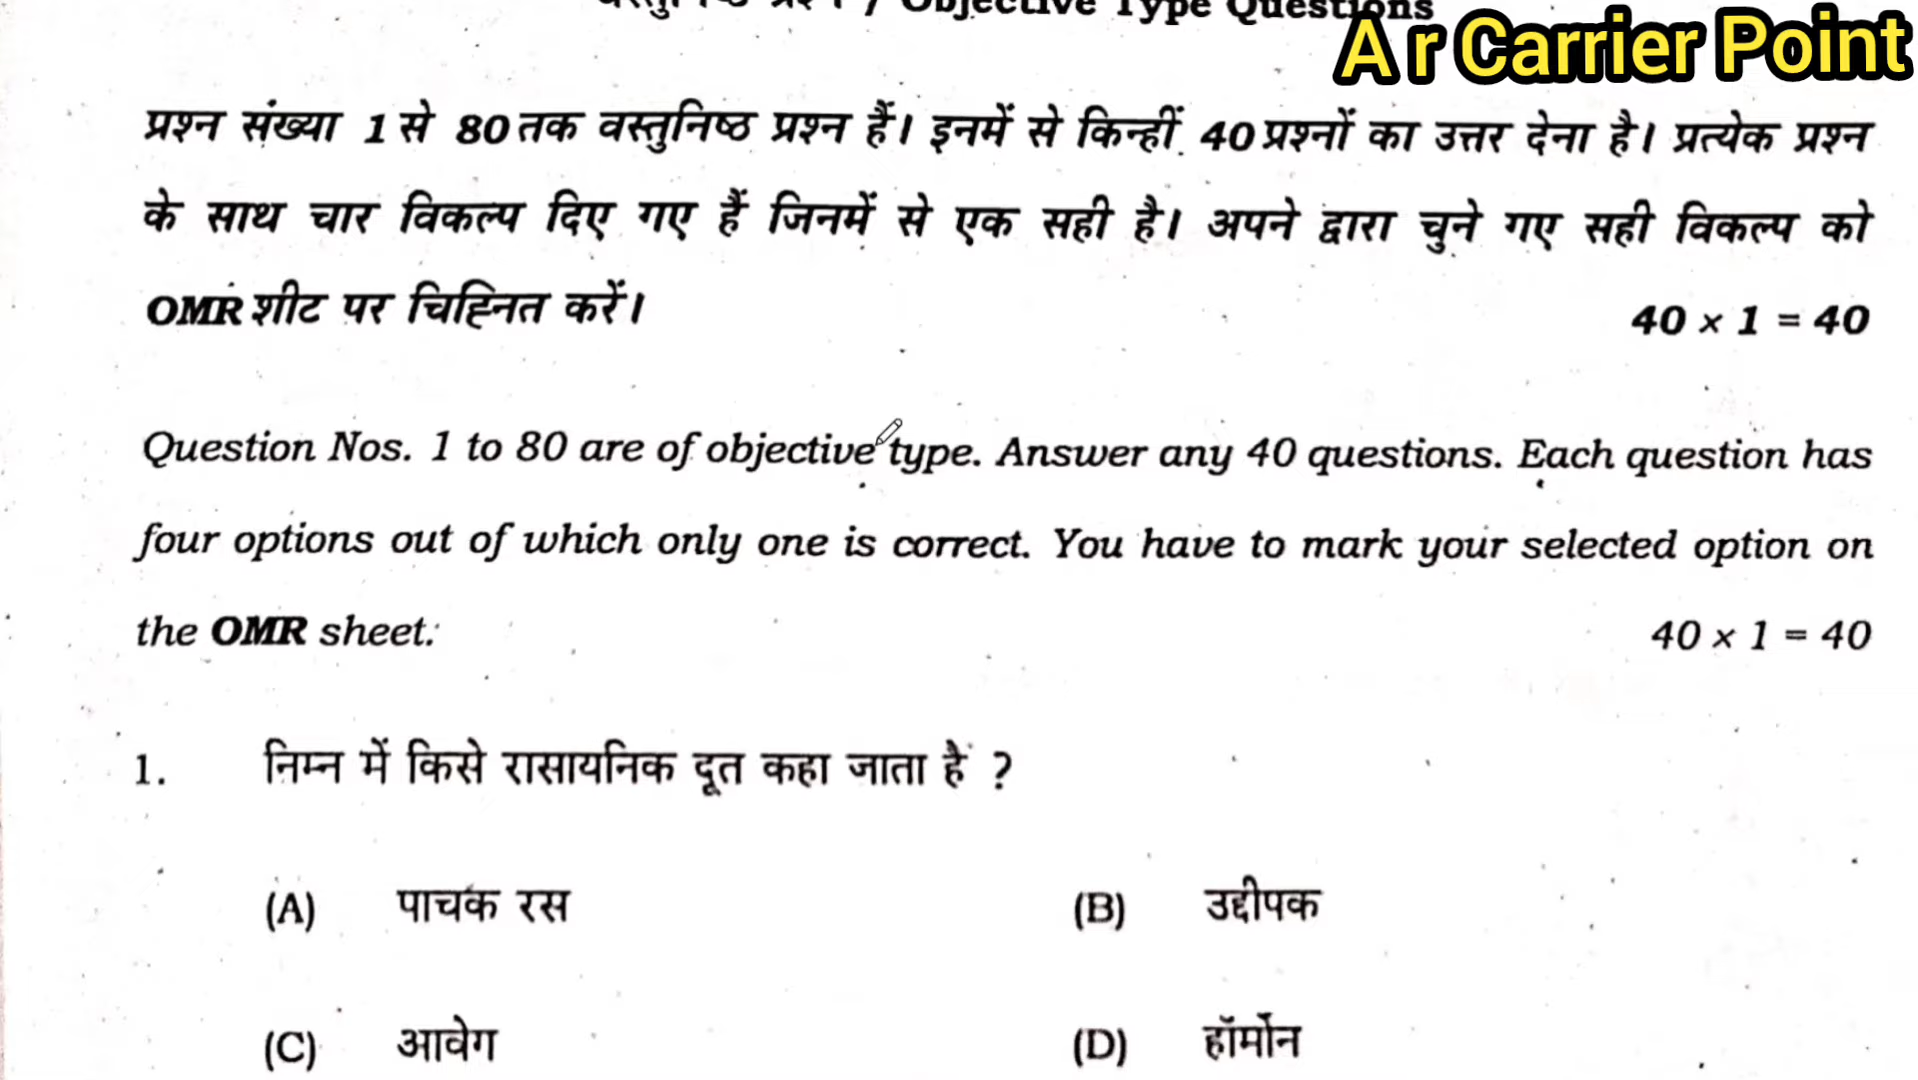 / Objective Type Questions
A r Carrier Point
प्रश्न संख्या 1 से 80 तक वस्तुनिष्ठ प्रश्न हैं। इनमें से किन्हीं 40 प्रश्नों का उत्तर देना है। प्रत्येक प्रश्न
के साथ चार विकल्प दिए गए हैं जिनमें से एक सही है। अपने द्वारा चुने गए सही विकल्प को
OMR शीट पर चिह्नित करें। 40 × 1 = 40
Question Nos. 1 to 80 are of objective type. Answer any 40 questions. Each question has
four options out of which only one is correct. You have to mark your selected option on
the OMR sheet. 40 × 1 = 40
1. निम्न में किसे रासायनिक दूत कहा जाता है ?
(A) पाचक रस (B) उद्दीपक
(C) आवेग (D) हॉर्मोन